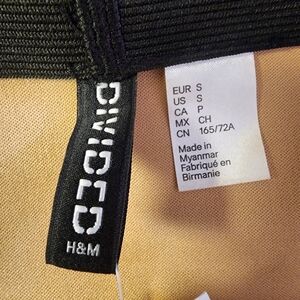 DIVIDED
H&M
EUR S
US S
CA P
MX CH
CN 165/72A
Made in
Myanmar
Fabriqué en
Birmanie